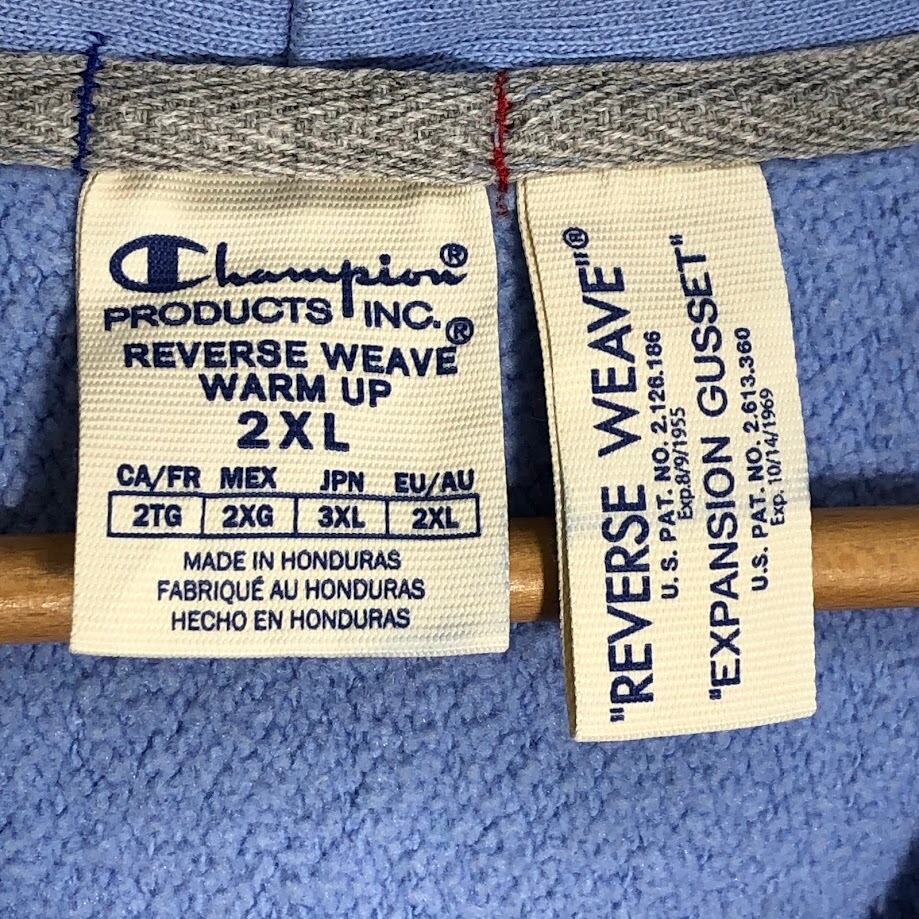 Champion®
PRODUCTS INC.
REVERSE WEAVE®
WARM UP
2XL
CA/FR MEX JPN EU/AU
2TG 2XG 3XL 2XL
MADE IN HONDURAS
FABRIQUÉ AU HONDURAS
HECHO EN HONDURAS
"REVERSE WEAVE"®
U.S. PAT. NO. 2.126.186
Exp.8/9/1955
"EXPANSION GUSSET"
U.S. PAT. NO. 2.613.360
Exp. 10/14/1969